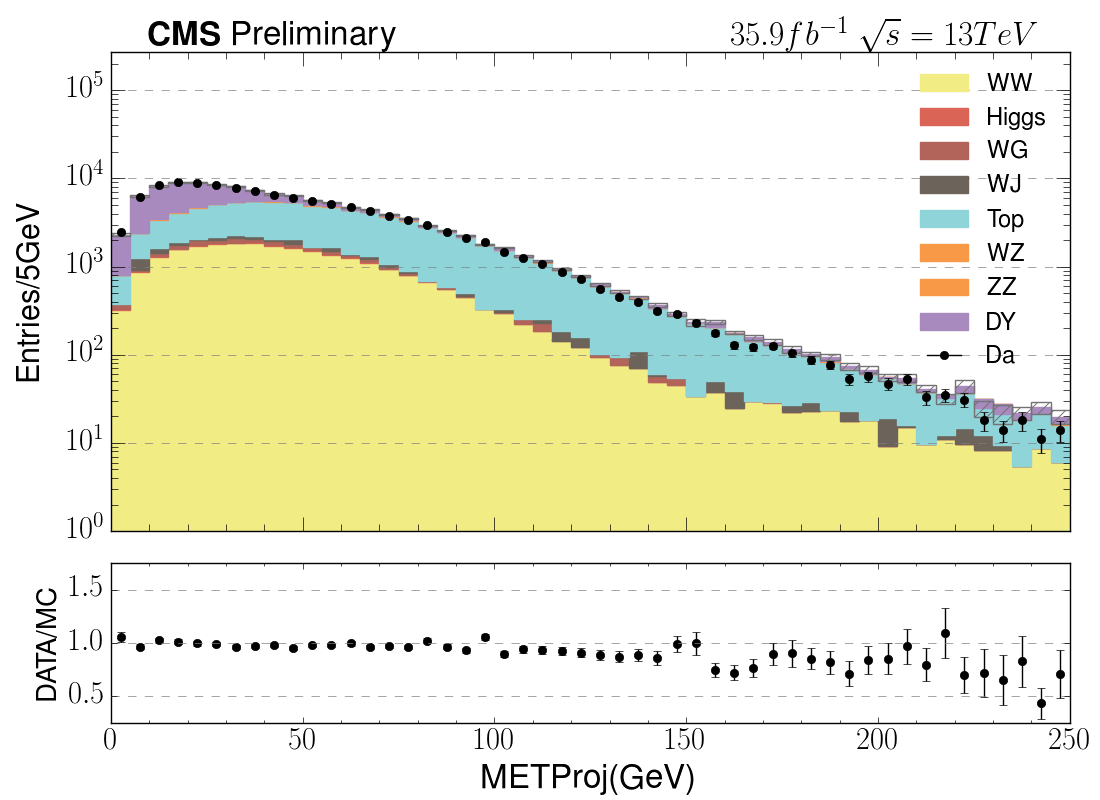 CMS Preliminary 35.9fb⁻¹ √s = 13TeV
Entries/5GeV
10⁵
10⁴
10³
10²
10¹
10⁰
WW
Higgs
WG
WJ
Top
WZ
ZZ
DY
Da
DATA/MC
1.5
1.0
0.5
0 50 100 150 200 250
METProj(GeV)